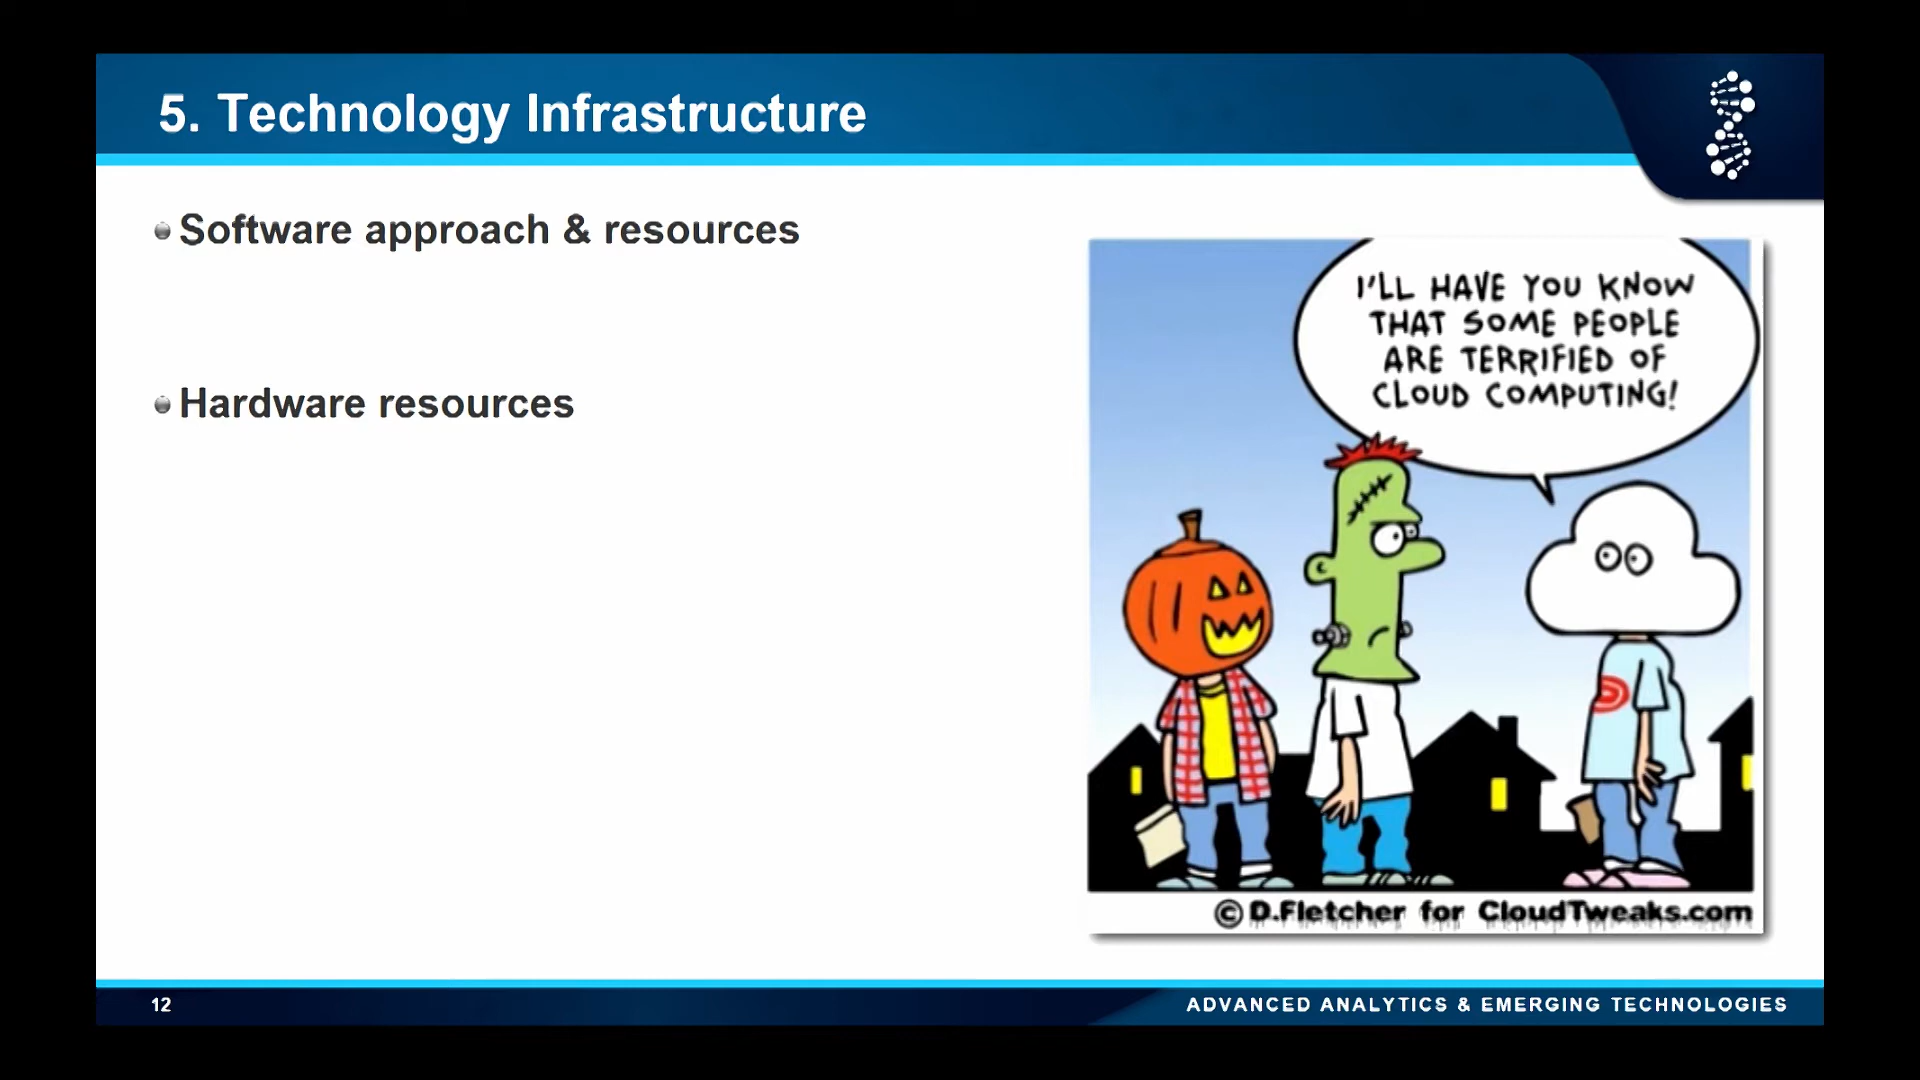 5. Technology Infrastructure
Software approach & resources
Hardware resources
I'LL HAVE YOU KNOW
THAT SOME PEOPLE
ARE TERRIFIED OF
CLOUD COMPUTING!
© D.Fletcher for CloudTweaks.com
12
ADVANCED ANALYTICS & EMERGING TECHNOLOGIES